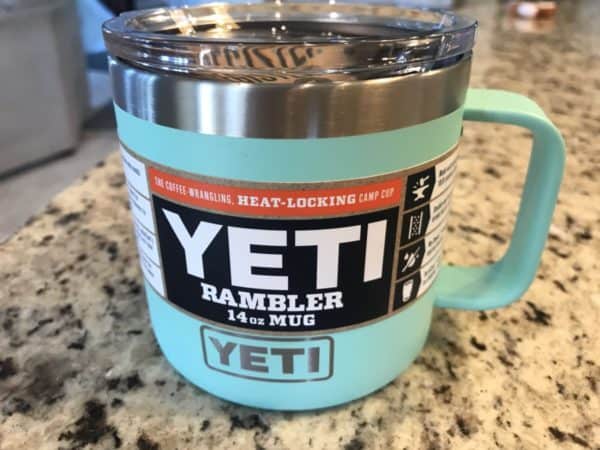 THE COFFEE-WRANGLING, HEAT-LOCKING CAMP CUP
YETI
RAMBLER
14 oz MUG
YETI